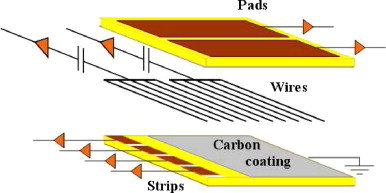 Pads
Wires
Carbon
coating
Strips